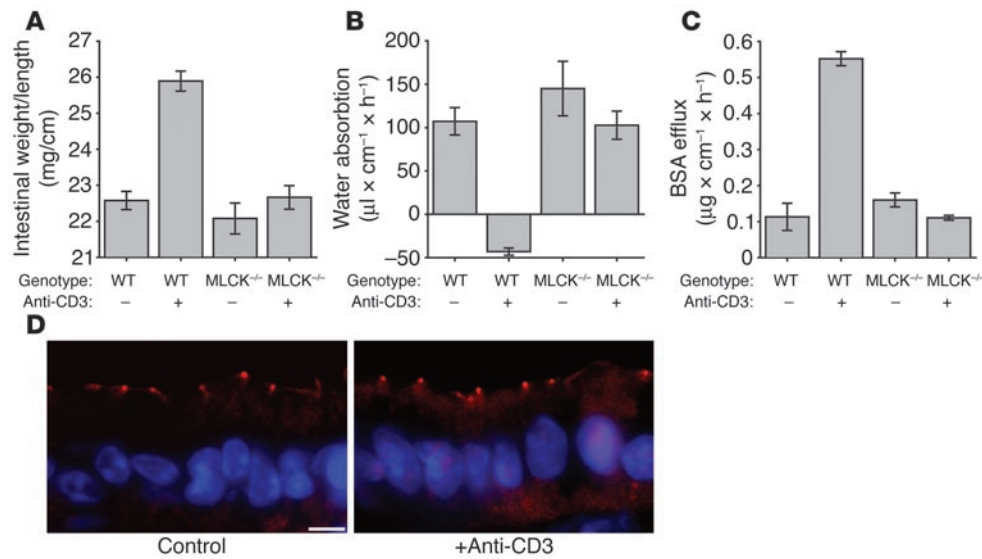 A
Intestinal weight/length
(mg/cm)
27
26
25
24
23
22
21
Genotype: WT WT MLCK⁻/⁻ MLCK⁻/⁻
Anti-CD3: – + – +
B
Water absorbtion
(µl × cm⁻¹ × h⁻¹)
200
150
100
50
0
–50
Genotype: WT WT MLCK⁻/⁻ MLCK⁻/⁻
Anti-CD3: – + – +
C
BSA efflux
(µg × cm⁻¹ × h⁻¹)
0.6
0.5
0.4
0.3
0.2
0.1
0
Genotype: WT WT MLCK⁻/⁻ MLCK⁻/⁻
Anti-CD3: – + – +
D
Control
+Anti-CD3